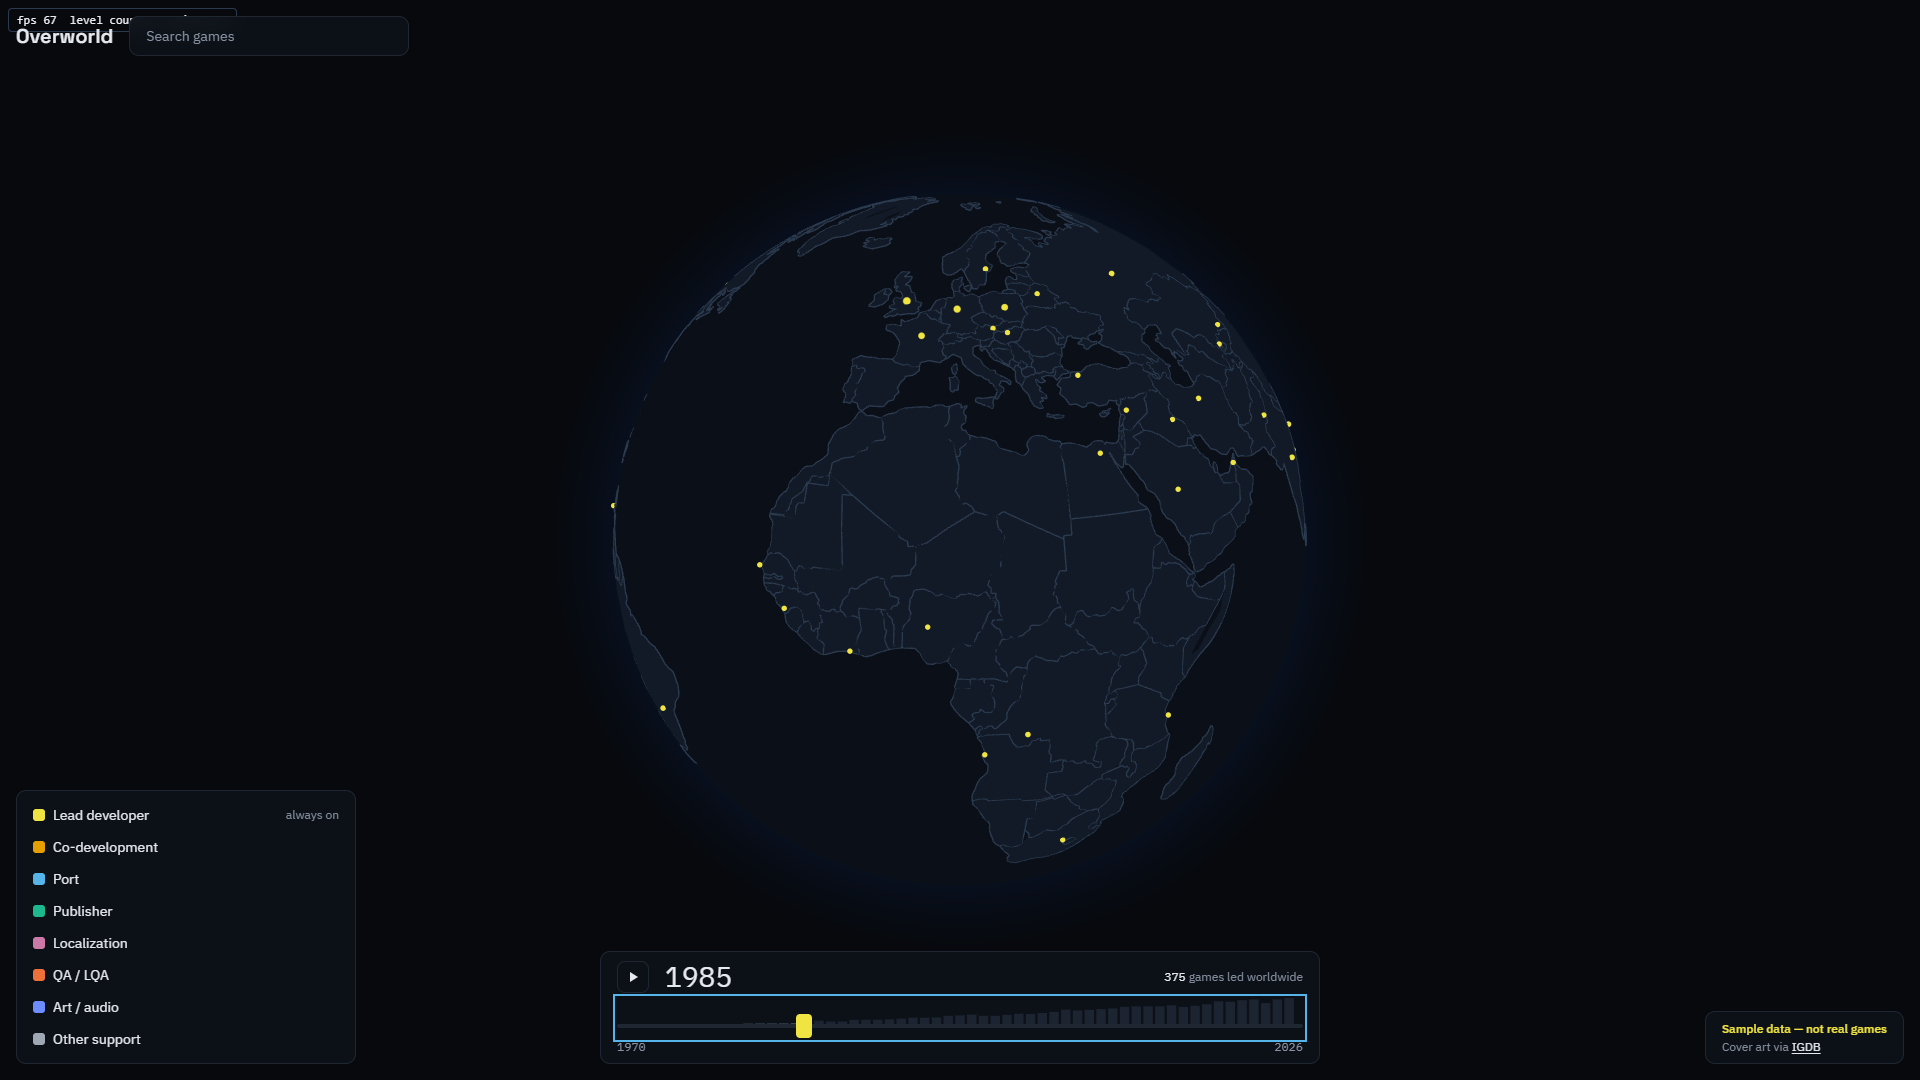 fps 67 level
Overworld
Search games
Lead developer always on
Co-development
Port
Publisher
Localization
QA / LQA
Art / audio
Other support
1985
375 games led worldwide
1970 2026
Sample data — not real games
Cover art via IGDB